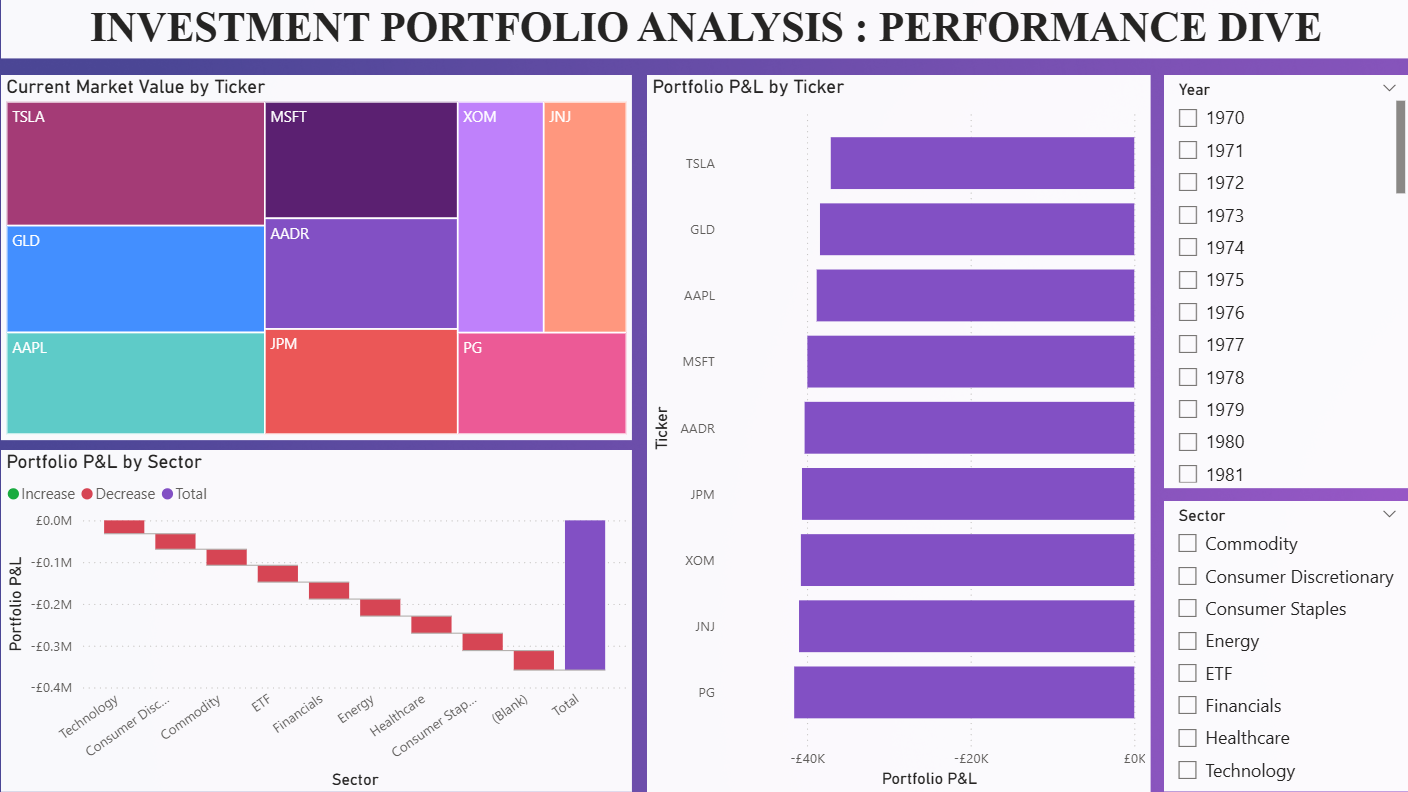 INVESTMENT PORTFOLIO ANALYSIS : PERFORMANCE DIVE
Current Market Value by Ticker
TSLA
GLD
AAPL
MSFT
AADR
JPM
XOM
JNJ
PG
Portfolio P&L by Sector
Increase Decrease Total
Portfolio P&L
£0.0M
-£0.1M
-£0.2M
-£0.3M
-£0.4M
Technology
Consumer Disc...
Commodity
ETF
Financials
Energy
Healthcare
Consumer Stap...
(Blank)
Total
Sector
Portfolio P&L by Ticker
Ticker
TSLA
GLD
AAPL
MSFT
AADR
JPM
XOM
JNJ
PG
-£40K -£20K £0K
Portfolio P&L
Year
1970
1971
1972
1973
1974
1975
1976
1977
1978
1979
1980
1981
Sector
Commodity
Consumer Discretionary
Consumer Staples
Energy
ETF
Financials
Healthcare
Technology